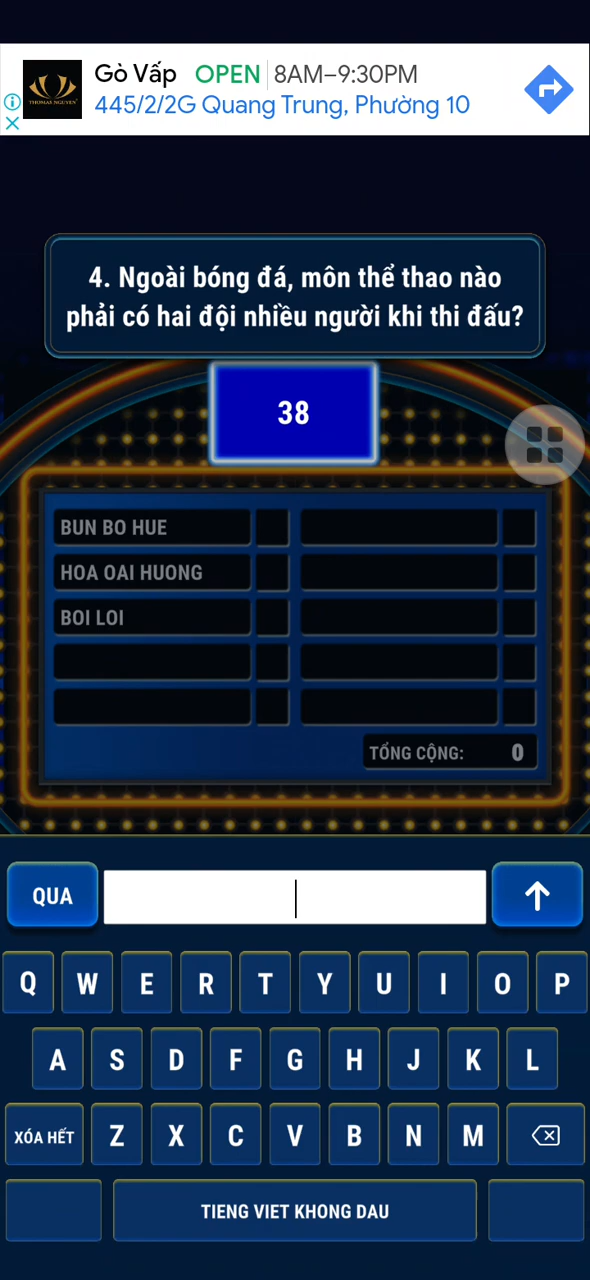 Gò Vấp OPEN 8AM–9:30PM
THOMAS NGUYEN
445/2/2G Quang Trung, Phường 10
4. Ngoài bóng đá, môn thể thao nào
phải có hai đội nhiều người khi thi đấu?
38
BUN BO HUE
HOA OAI HUONG
BOI LOI
TỔNG CỘNG: 0
QUA
Q W E R T Y U I O P
A S D F G H J K L
XÓA HẾT Z X C V B N M
TIENG VIET KHONG DAU